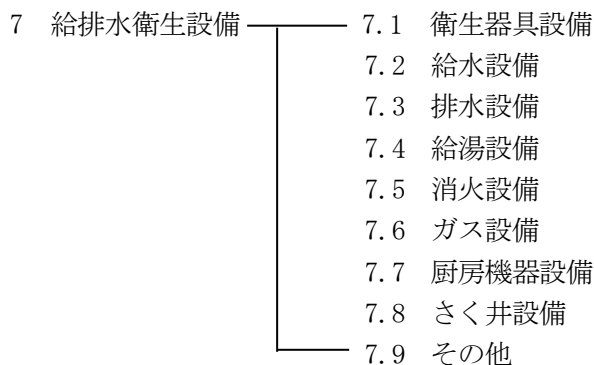 7 給排水衛生設備 7.1 衛生器具設備
7.2 給水設備
7.3 排水設備
7.4 給湯設備
7.5 消火設備
7.6 ガス設備
7.7 厨房機器設備
7.8 さく井設備
7.9 その他